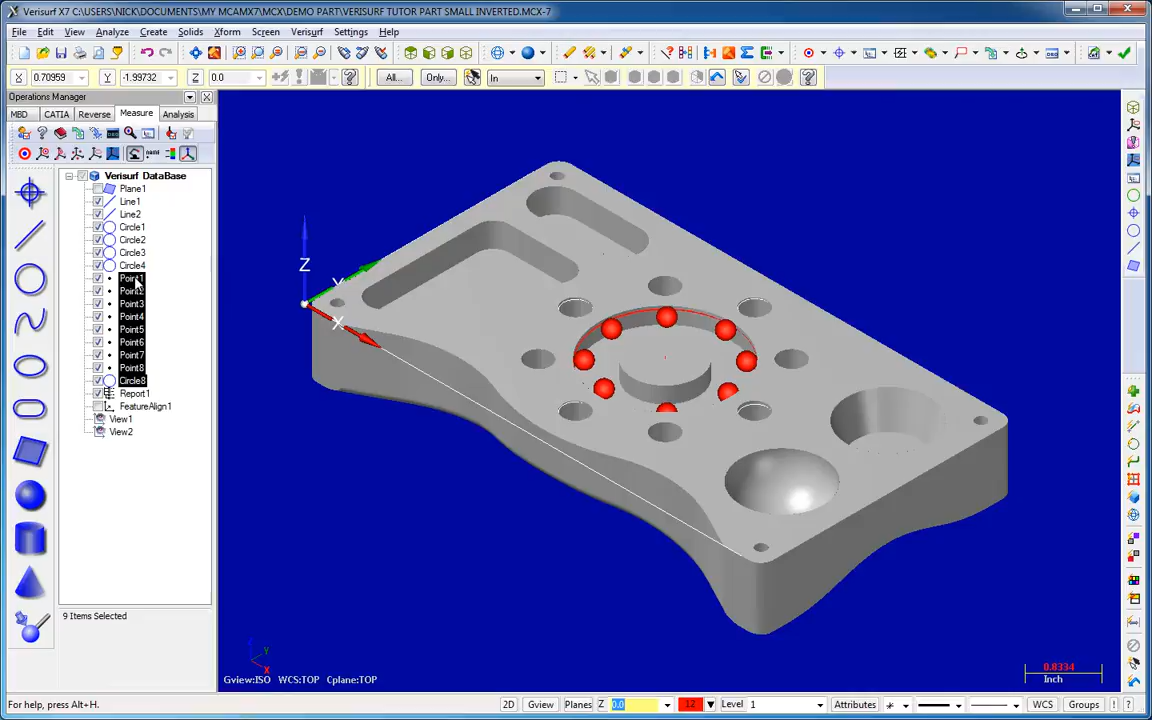 Verisurf X7 C:\USERS\NICK\DOCUMENTS\MY MCAMX7\MCX\DEMO PART\VERISURF TUTOR PART SMALL INVERTED.MCX-7
File Edit View Analyze Create Solids Xform Screen Verisurf Settings Help
X 0.70959 Y -1.99732 Z 0.0 All... Only... In
Operations Manager
MBD CATIA Reverse Measure Analysis
Verisurf DataBase
Plane1
Line1
Line2
Circle1
Circle2
Circle3
Circle4
Point1
Point2
Point3
Point4
Point5
Point6
Point7
Point8
Circle8
Report1
FeatureAlign1
View1
View2
9 Items Selected
Z
Y
X
Z
Y
X
0.8334
Inch
Gview:ISO WCS:TOP Cplane:TOP
For help, press Alt+H. 2D Gview Planes Z 0.0 12 Level 1 Attributes WCS Groups ! ?